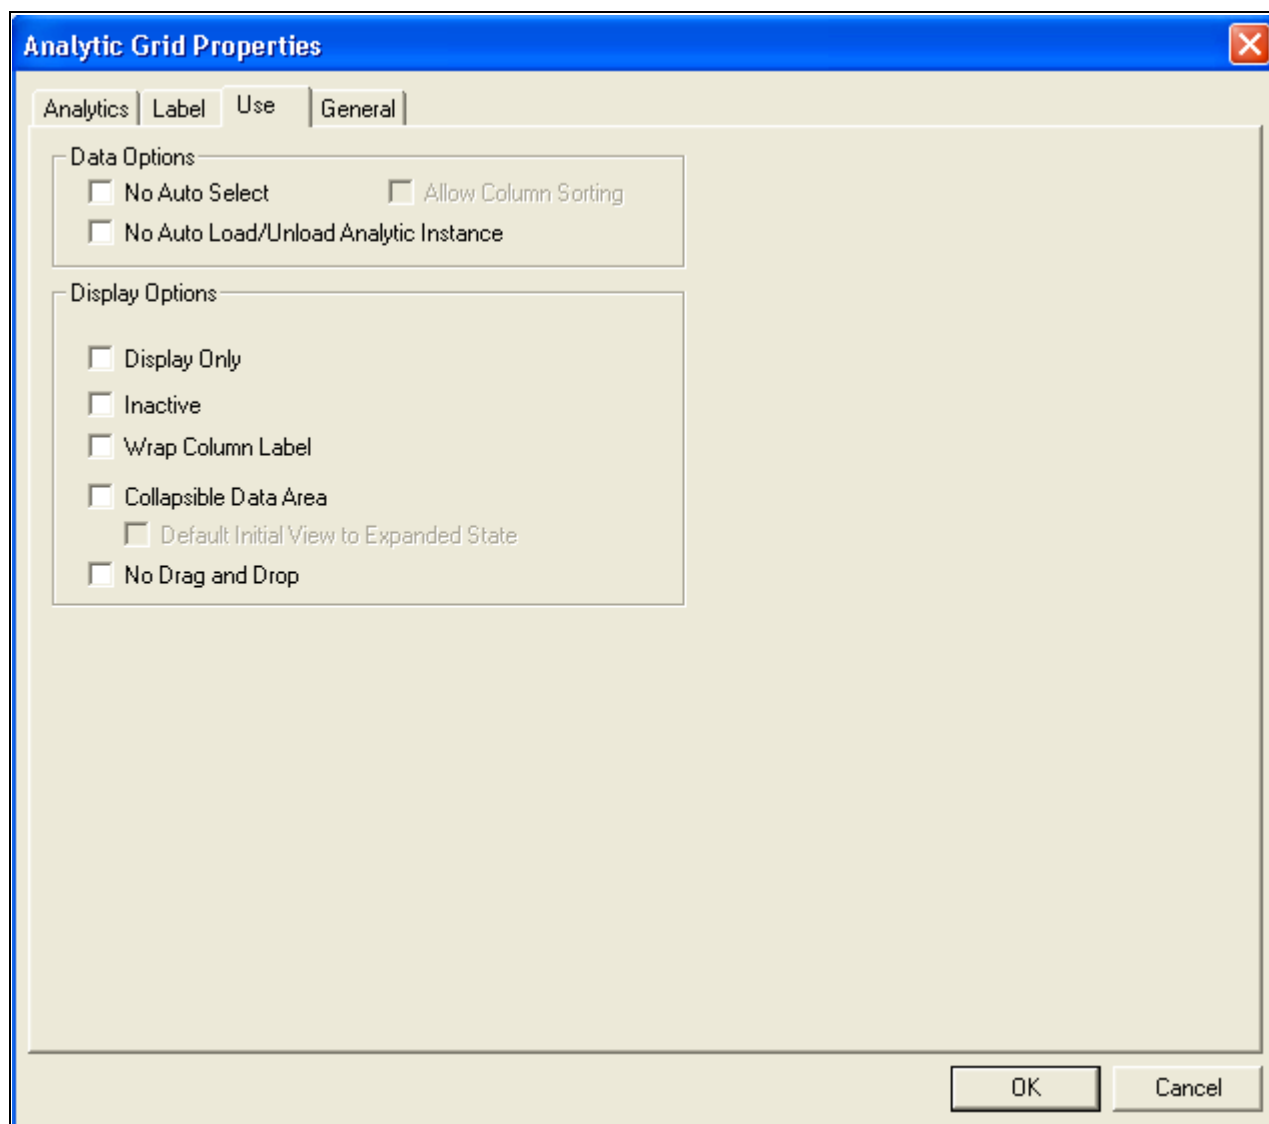 Analytic Grid Properties
Analytics Label Use General
Data Options
No Auto Select Allow Column Sorting
No Auto Load/Unload Analytic Instance
Display Options
Display Only
Inactive
Wrap Column Label
Collapsible Data Area
Default Initial View to Expanded State
No Drag and Drop
OK Cancel